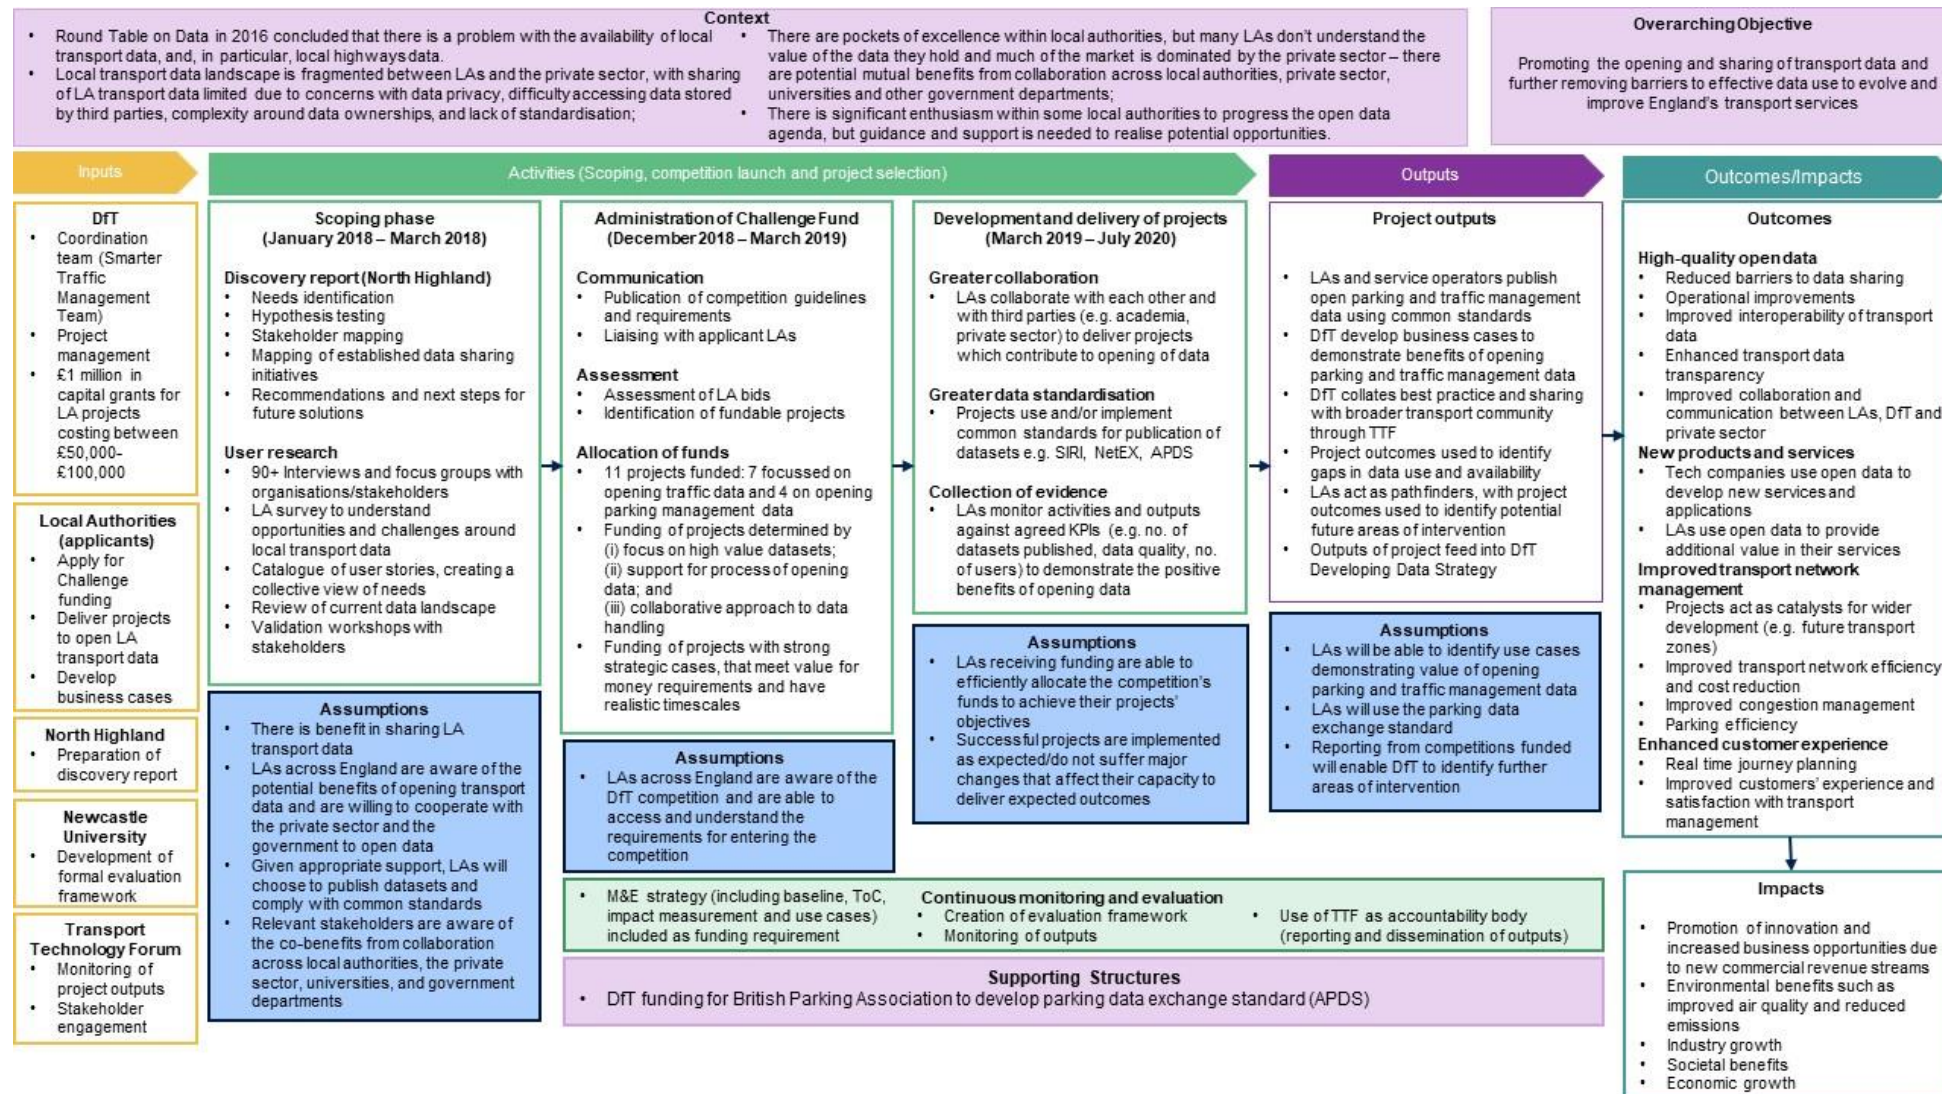 Context
• Round Table on Data in 2016 concluded that there is a problem with the availability of local
transport data, and, in particular, local highways data.
• Local transport data landscape is fragmented between LAs and the private sector, with sharing
of LA transport data limited due to concerns with data privacy, difficulty accessing data stored
by third parties, complexity around data ownerships, and lack of standardisation;
• There are pockets of excellence within local authorities, but many LAs don't understand the
value of the data they hold and much of the market is dominated by the private sector – there
are potential mutual benefits from collaboration across local authorities, private sector,
universities and other government departments;
• There is significant enthusiasm within some local authorities to progress the open data
agenda, but guidance and support is needed to realise potential opportunities.
Overarching Objective
Promoting the opening and sharing of transport data and
further removing barriers to effective data use to evolve and
improve England's transport services
Inputs
Activities (Scoping, competition launch and project selection)
Outputs
Outcomes/Impacts
DfT
• Coordination
team (Smarter
Traffic
Management
Team)
• Project
management
• £1 million in
capital grants for
LA projects
costing between
£50,000-
£100,000
Local Authorities
(applicants)
• Apply for
Challenge
funding
• Deliver projects
to open LA
transport data
• Develop
business cases
North Highland
• Preparation of
discovery report
Newcastle
University
• Development of
formal evaluation
framework
Transport
Technology Forum
• Monitoring of
project outputs
• Stakeholder
engagement
Scoping phase
(January 2018 – March 2018)
Discovery report (North Highland)
• Needs identification
• Hypothesis testing
• Stakeholder mapping
• Mapping of established data sharing
initiatives
• Recommendations and next steps for
future solutions
User research
• 90+ Interviews and focus groups with
organisations/stakeholders
• LA survey to understand
opportunities and challenges around
local transport data
• Catalogue of user stories, creating a
collective view of needs
• Review of current data landscape
• Validation workshops with
stakeholders
Assumptions
• There is benefit in sharing LA
transport data
• LAs across England are aware of the
potential benefits of opening transport
data and are willing to cooperate with
the private sector and the
government to open data
• Given appropriate support, LAs will
choose to publish datasets and
comply with common standards
• Relevant stakeholders are aware of
the co-benefits from collaboration
across local authorities, the private
sector, universities, and government
departments
Administration of Challenge Fund
(December 2018 – March 2019)
Communication
• Publication of competition guidelines
and requirements
• Liaising with applicant LAs
Assessment
• Assessment of LA bids
• Identification of fundable projects
Allocation of funds
• 11 projects funded: 7 focussed on
opening traffic data and 4 on opening
parking management data
• Funding of projects determined by
(i) focus on high value datasets;
(ii) support for process of opening
data; and
(iii) collaborative approach to data
handling
• Funding of projects with strong
strategic cases, that meet value for
money requirements and have
realistic timescales
Assumptions
• LAs across England are aware of the
DfT competition and are able to
access and understand the
requirements for entering the
competition
Development and delivery of projects
(March 2019 – July 2020)
Greater collaboration
• LAs collaborate with each other and
with third parties (e.g. academia,
private sector) to deliver projects
which contribute to opening of data
Greater data standardisation
• Projects use and/or implement
common standards for publication of
datasets e.g. SIRI, NetEX, APDS
Collection of evidence
• LAs monitor activities and outputs
against agreed KPIs (e.g. no. of
datasets published, data quality, no.
of users) to demonstrate the positive
benefits of opening data
Assumptions
• LAs receiving funding are able to
efficiently allocate the competition's
funds to achieve their projects'
objectives
• Successful projects are implemented
as expected/do not suffer major
changes that affect their capacity to
deliver expected outcomes
Project outputs
• LAs and service operators publish
open parking and traffic management
data using common standards
• DfT develop business cases to
demonstrate benefits of opening
parking and traffic management data
• DfT collates best practice and sharing
with broader transport community
through TTF
• Project outcomes used to identify
gaps in data use and availability
• LAs act as pathfinders, with project
outcomes used to identify potential
future areas of intervention
• Outputs of project feed into DfT
Developing Data Strategy
Assumptions
• LAs will be able to identify use cases
demonstrating value of opening
parking and traffic management data
• LAs will use the parking data
exchange standard
• Reporting from competitions funded
will enable DfT to identify further
areas of intervention
• M&E strategy (including baseline, ToC,
impact measurement and use cases)
included as funding requirement
Continuous monitoring and evaluation
• Creation of evaluation framework
• Monitoring of outputs
• Use of TTF as accountability body
(reporting and dissemination of outputs)
Supporting Structures
• DfT funding for British Parking Association to develop parking data exchange standard (APDS)
Outcomes
High-quality open data
• Reduced barriers to data sharing
• Operational improvements
• Improved interoperability of transport
data
• Enhanced transport data
transparency
• Improved collaboration and
communication between LAs, DfT and
private sector
New products and services
• Tech companies use open data to
develop new services and
applications
• LAs use open data to provide
additional value in their services
Improved transport network
management
• Projects act as catalysts for wider
development (e.g. future transport
zones)
• Improved transport network efficiency
and cost reduction
• Improved congestion management
• Parking efficiency
Enhanced customer experience
• Real time journey planning
• Improved customers' experience and
satisfaction with transport
management
Impacts
• Promotion of innovation and
increased business opportunities due
to new commercial revenue streams
• Environmental benefits such as
improved air quality and reduced
emissions
• Industry growth
• Societal benefits
• Economic growth